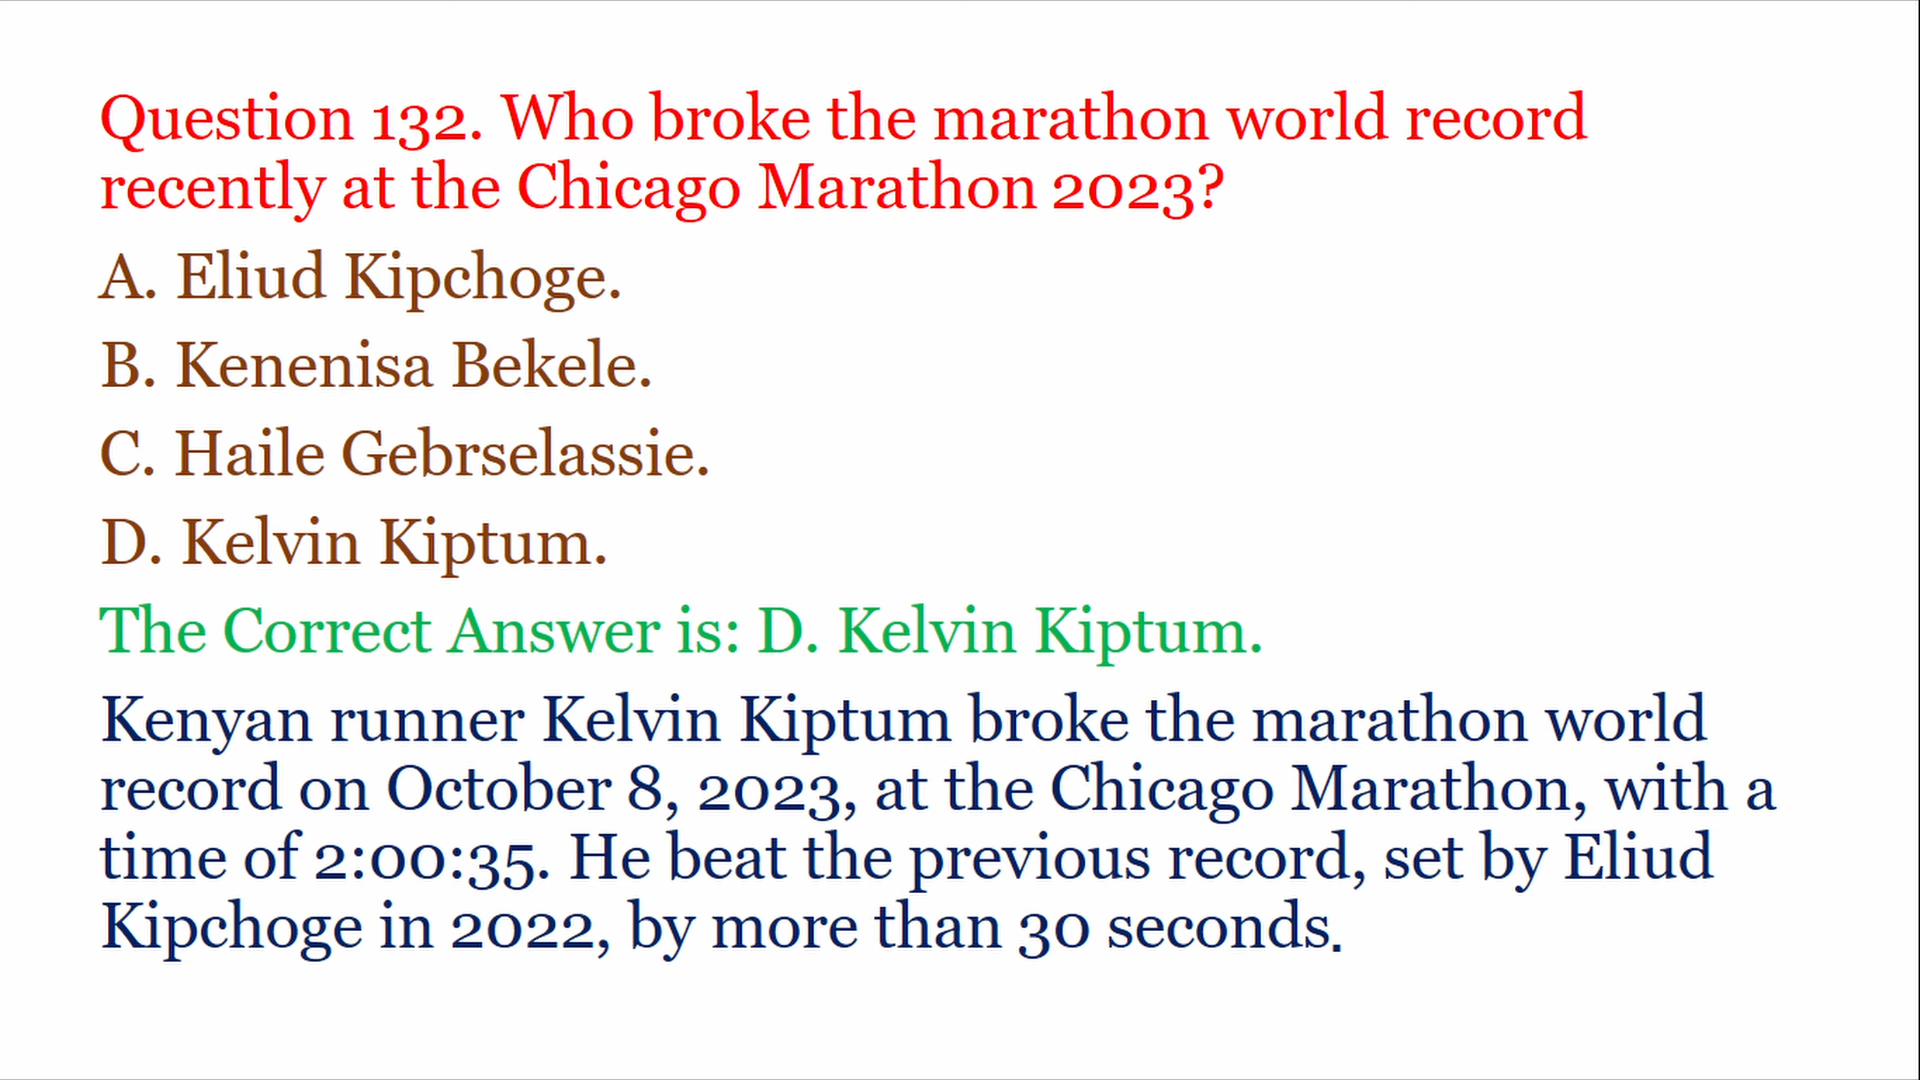 Question 132. Who broke the marathon world record
recently at the Chicago Marathon 2023?
A. Eliud Kipchoge.
B. Kenenisa Bekele.
C. Haile Gebrselassie.
D. Kelvin Kiptum.
The Correct Answer is: D. Kelvin Kiptum.
Kenyan runner Kelvin Kiptum broke the marathon world
record on October 8, 2023, at the Chicago Marathon, with a
time of 2:00:35. He beat the previous record, set by Eliud
Kipchoge in 2022, by more than 30 seconds.